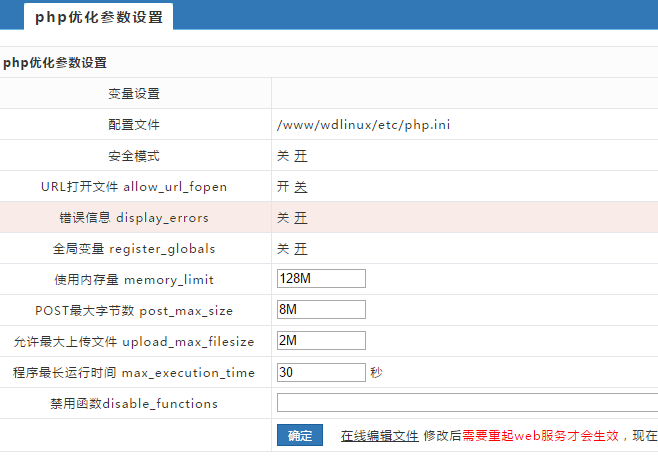 php优化参数设置
php优化参数设置
变量设置
配置文件 /www/wdlinux/etc/php.ini
安全模式 关 开
URL打开文件 allow_url_fopen 开 关
错误信息 display_errors 关 开
全局变量 register_globals 关 开
使用内存量 memory_limit 128M
POST最大字节数 post_max_size 8M
允许最大上传文件 upload_max_filesize 2M
程序最长运行时间 max_execution_time 30 秒
禁用函数disable_functions
确定 在线编辑文件 修改后需要重起web服务才会生效，现在